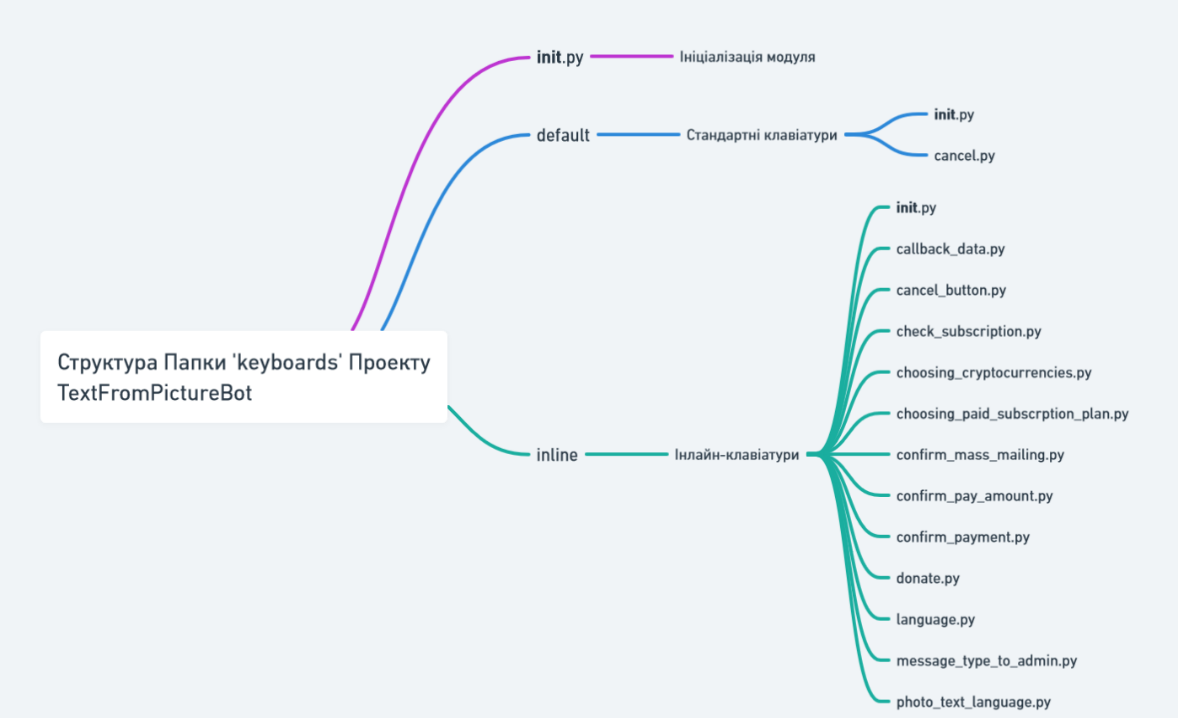 init.py
Ініціалізація модуля
default
Стандартні клавіатури
init.py
cancel.py
Структура Папки 'keyboards' Проекту
TextFromPictureBot
inline
Інлайн-клавіатури
init.py
callback_data.py
cancel_button.py
check_subscription.py
choosing_cryptocurrencies.py
choosing_paid_subscrption_plan.py
confirm_mass_mailing.py
confirm_pay_amount.py
confirm_payment.py
donate.py
language.py
message_type_to_admin.py
photo_text_language.py